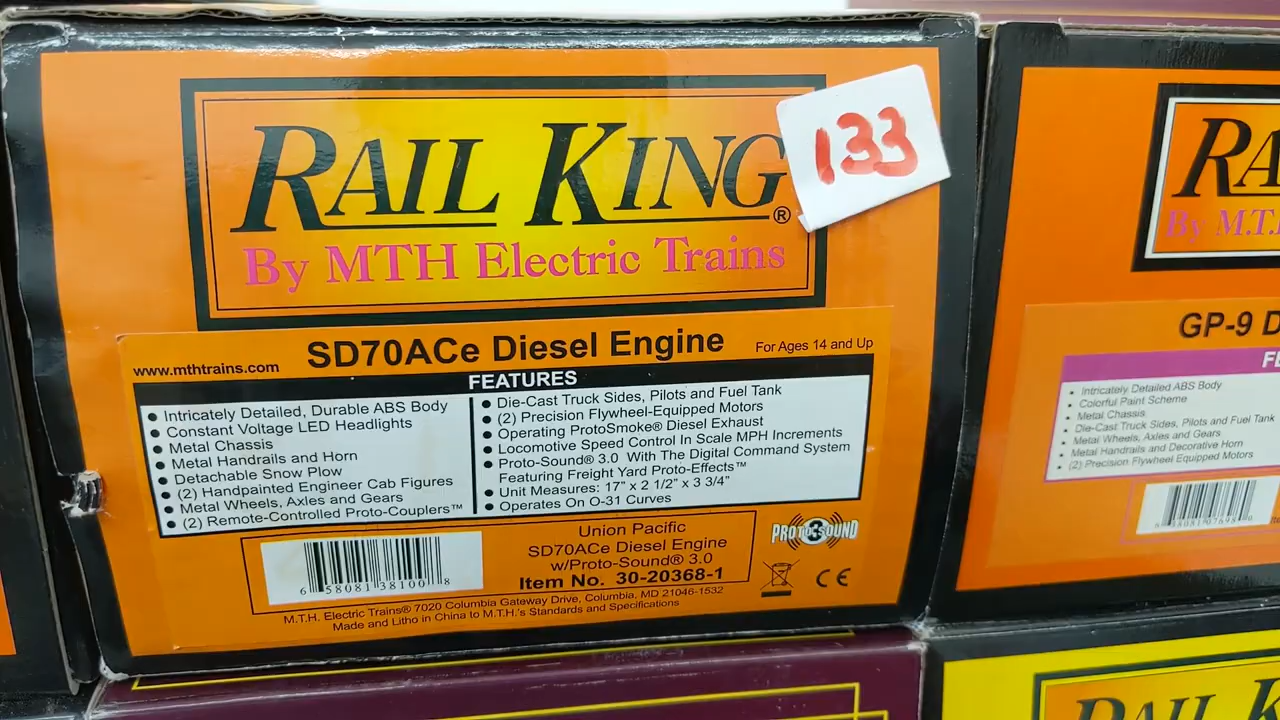 RAIL KING®
133
By MTH Electric Trains
www.mthtrains.com
SD70ACe Diesel Engine
For Ages 14 and Up
FEATURES
● Intricately Detailed, Durable ABS Body
● Constant Voltage LED Headlights
● Metal Chassis
● Metal Handrails and Horn
● Detachable Snow Plow
● (2) Handpainted Engineer Cab Figures
● Metal Wheels, Axles and Gears
● (2) Remote-Controlled Proto-Couplers™
● Die-Cast Truck Sides, Pilots and Fuel Tank
● (2) Precision Flywheel-Equipped Motors
● Operating ProtoSmoke® Diesel Exhaust
● Locomotive Speed Control In Scale MPH Increments
● Proto-Sound® 3.0 With The Digital Command System
Featuring Freight Yard Proto-Effects™
● Unit Measures: 17" x 2 1/2" x 3 3/4"
● Operates On O-31 Curves
6 58081 38100 8
Union Pacific
SD70ACe Diesel Engine
w/Proto-Sound® 3.0
Item No. 30-20368-1
PROTO 3 SOUND
CE
M.T.H. Electric Trains® 7020 Columbia Gateway Drive, Columbia, MD 21046-1532
Made and Litho in China to M.T.H.'s Standards and Specifications
By M.T.
GP-9
• Intricately Detailed ABS Body
• Colorful Paint Scheme
• Metal Chassis
• Die-Cast Truck Sides, Pilots and Fuel Tank
• Metal Wheels, Axles and Gears
• Metal Handrails and Decorative Horn
• (2) Precision Flywheel Equipped Motors
RAIL